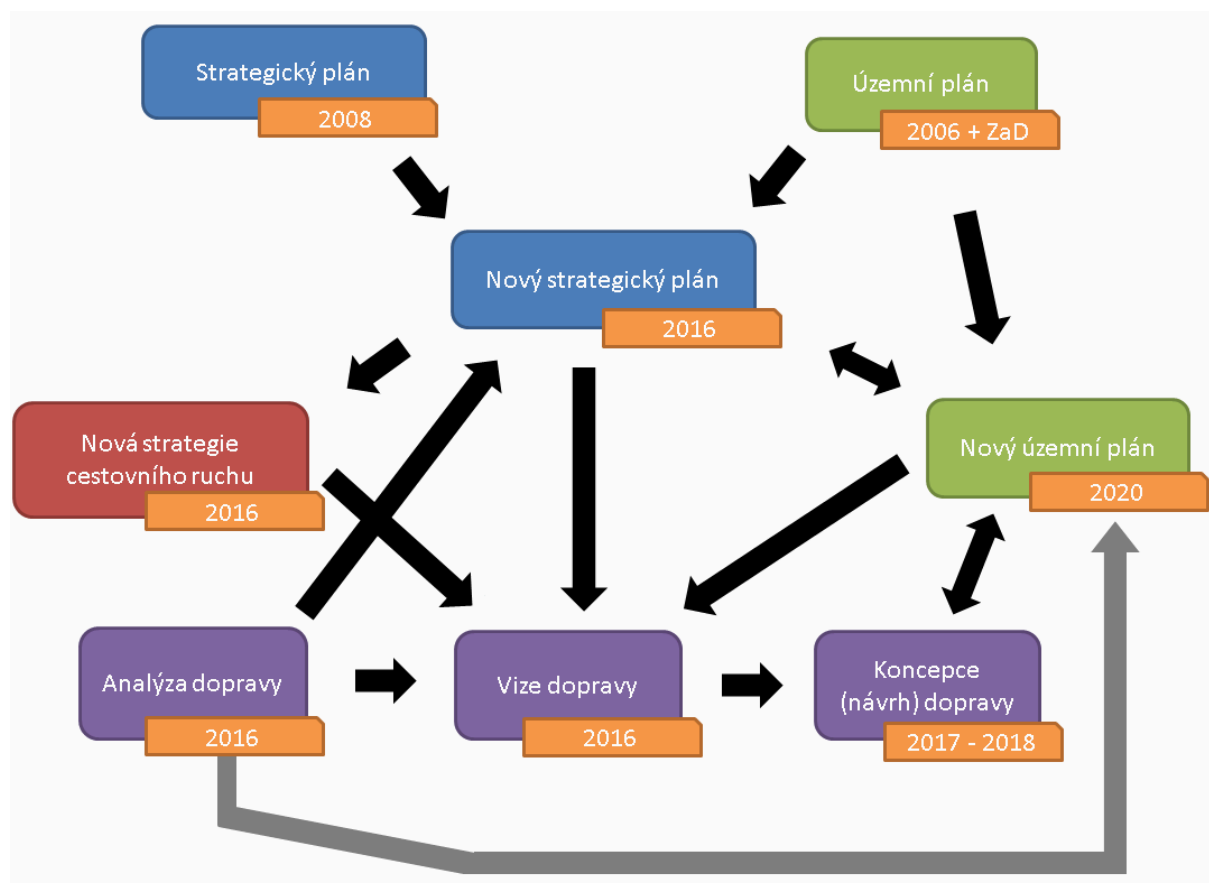 Strategický plán
2008
Územní plán
2006 + ZaD
Nový strategický plán
2016
Nová strategie
cestovního ruchu
2016
Nový územní plán
2020
Analýza dopravy
2016
Vize dopravy
2016
Koncepce
(návrh) dopravy
2017 - 2018